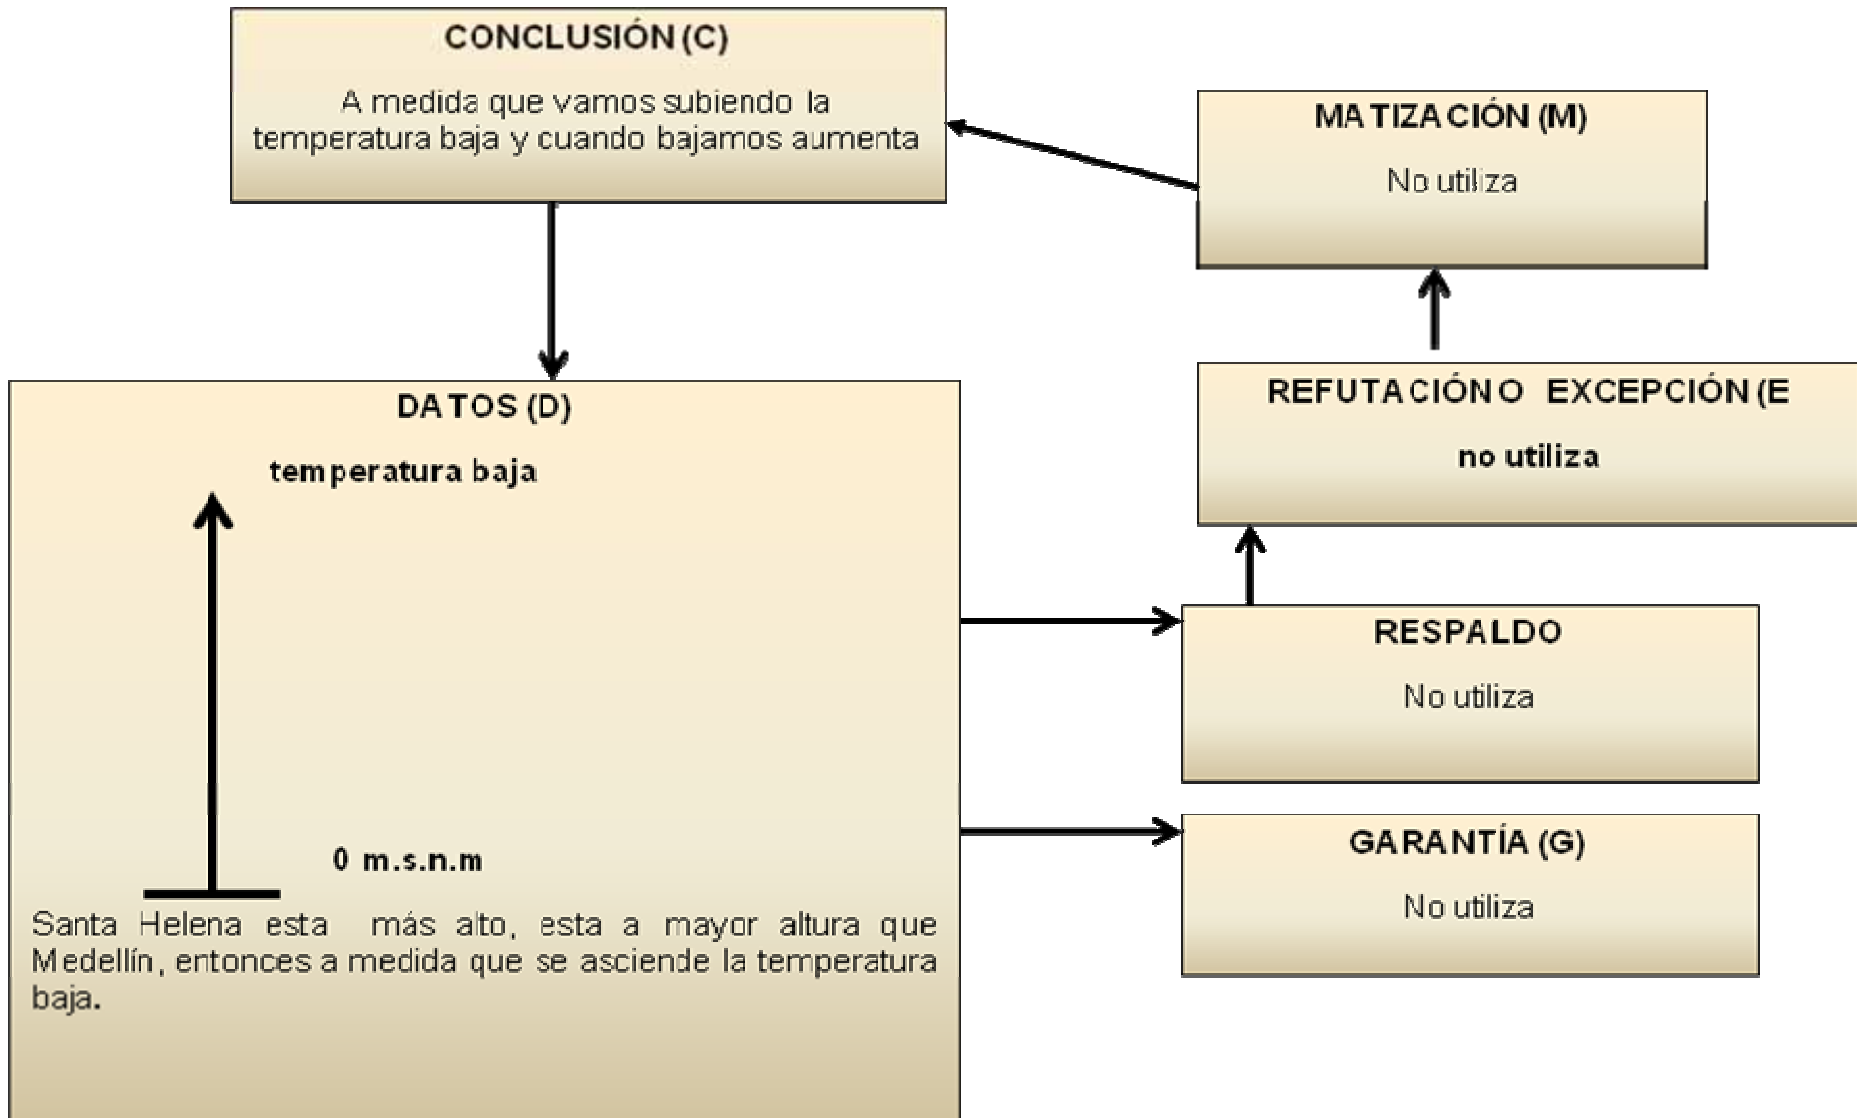 CONCLUSIÓN (C)
A medida que vamos subiendo la
temperatura baja y cuando bajamos aumenta
MATIZACIÓN (M)
No utiliza
DATOS (D)
temperatura baja
0 m.s.n.m
Santa Helena esta más alto, esta a mayor altura que
Medellín, entonces a medida que se asciende la temperatura
baja.
REFUTACIÓN O EXCEPCIÓN (E
no utiliza
RESPALDO
No utiliza
GARANTÍA (G)
No utiliza